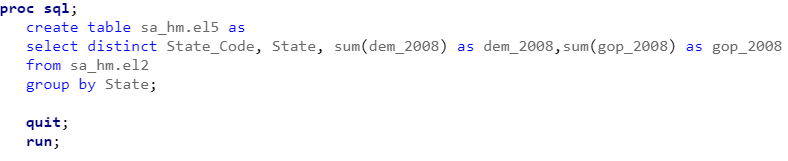 proc sql;
create table sa_hm.el5 as
select distinct State_Code, State, sum(dem_2008) as dem_2008,sum(gop_2008) as gop_2008
from sa_hm.el2
group by State;
quit;
run;